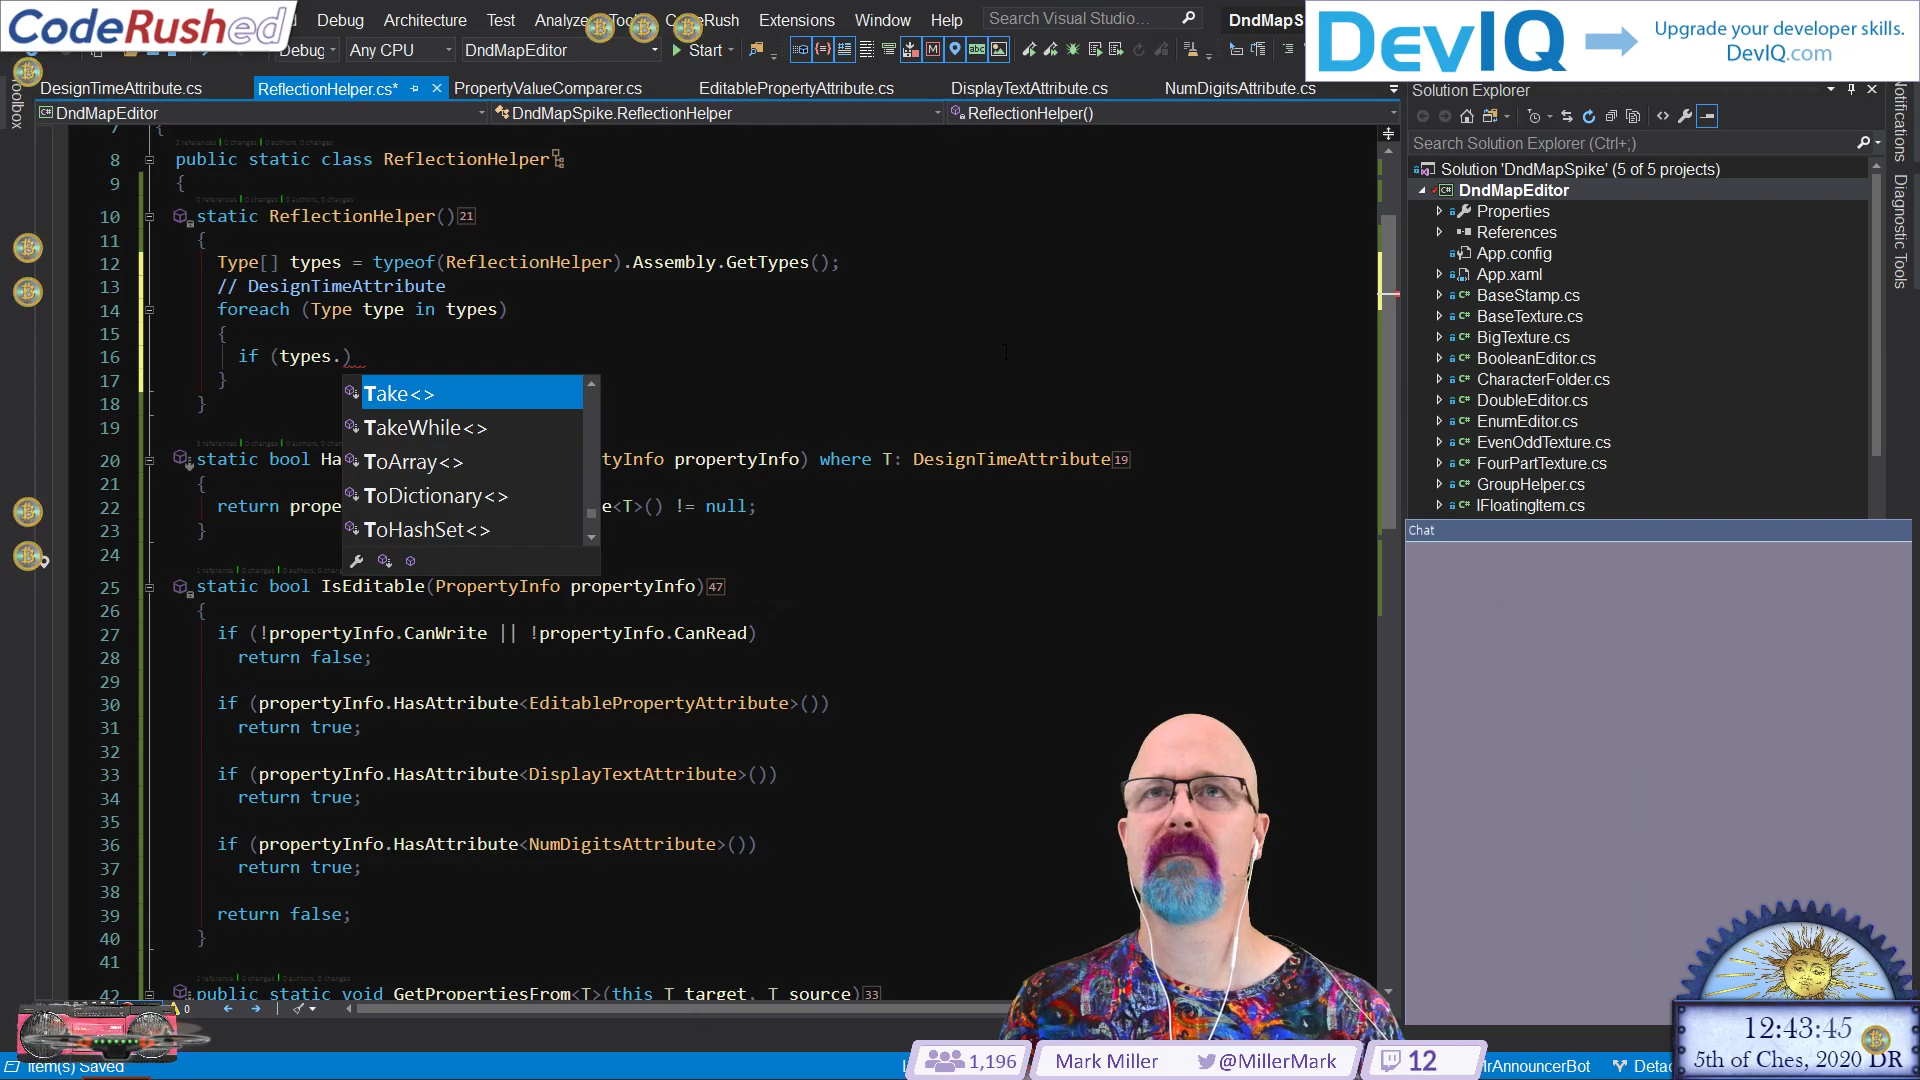 CodeRushed
Debug Architecture Test Analyze Tools CodeRush Extensions Window Help Search Visual Studio... DndMapS
Debug Any CPU DndMapEditor Start
DevIQ
Upgrade your developer skills.
DevIQ.com
DesignTimeAttribute.cs ReflectionHelper.cs* PropertyValueComparer.cs EditablePropertyAttribute.cs DisplayTextAttribute.cs NumDigitsAttribute.cs
Toolbox
DndMapEditor DndMapSpike.ReflectionHelper ReflectionHelper()
7 {
8 public static class ReflectionHelper
9 {
10 static ReflectionHelper() 21
11 {
12 Type[] types = typeof(ReflectionHelper).Assembly.GetTypes();
13 // DesignTimeAttribute
14 foreach (Type type in types)
15 {
16 if (types.)
17 }
18 }
19
Take<>
TakeWhile<>
ToArray<>
ToDictionary<>
ToHashSet<>
20 static bool Ha tyInfo propertyInfo) where T: DesignTimeAttribute 19
21 {
22 return prope e<T>() != null;
23 }
24
25 static bool IsEditable(PropertyInfo propertyInfo) 47
26 {
27 if (!propertyInfo.CanWrite || !propertyInfo.CanRead)
28 return false;
29
30 if (propertyInfo.HasAttribute<EditablePropertyAttribute>())
31 return true;
32
33 if (propertyInfo.HasAttribute<DisplayTextAttribute>())
34 return true;
35
36 if (propertyInfo.HasAttribute<NumDigitsAttribute>())
37 return true;
38
39 return false;
40 }
41
42 public static void GetPropertiesFrom<T>(this T target, T source) 33
Solution Explorer
Search Solution Explorer (Ctrl+;)
Solution 'DndMapSpike' (5 of 5 projects)
DndMapEditor
Properties
References
App.config
App.xaml
BaseStamp.cs
BaseTexture.cs
BigTexture.cs
BooleanEditor.cs
CharacterFolder.cs
DoubleEditor.cs
EnumEditor.cs
EvenOddTexture.cs
FourPartTexture.cs
GroupHelper.cs
IFloatingItem.cs
Notifications
Diagnostic Tools
Chat
12:43:45
5th of Ches, 2020 DR
0
Item(s) Saved
1,196
Mark Miller @MillerMark
12
MrAnnouncerBot Detac